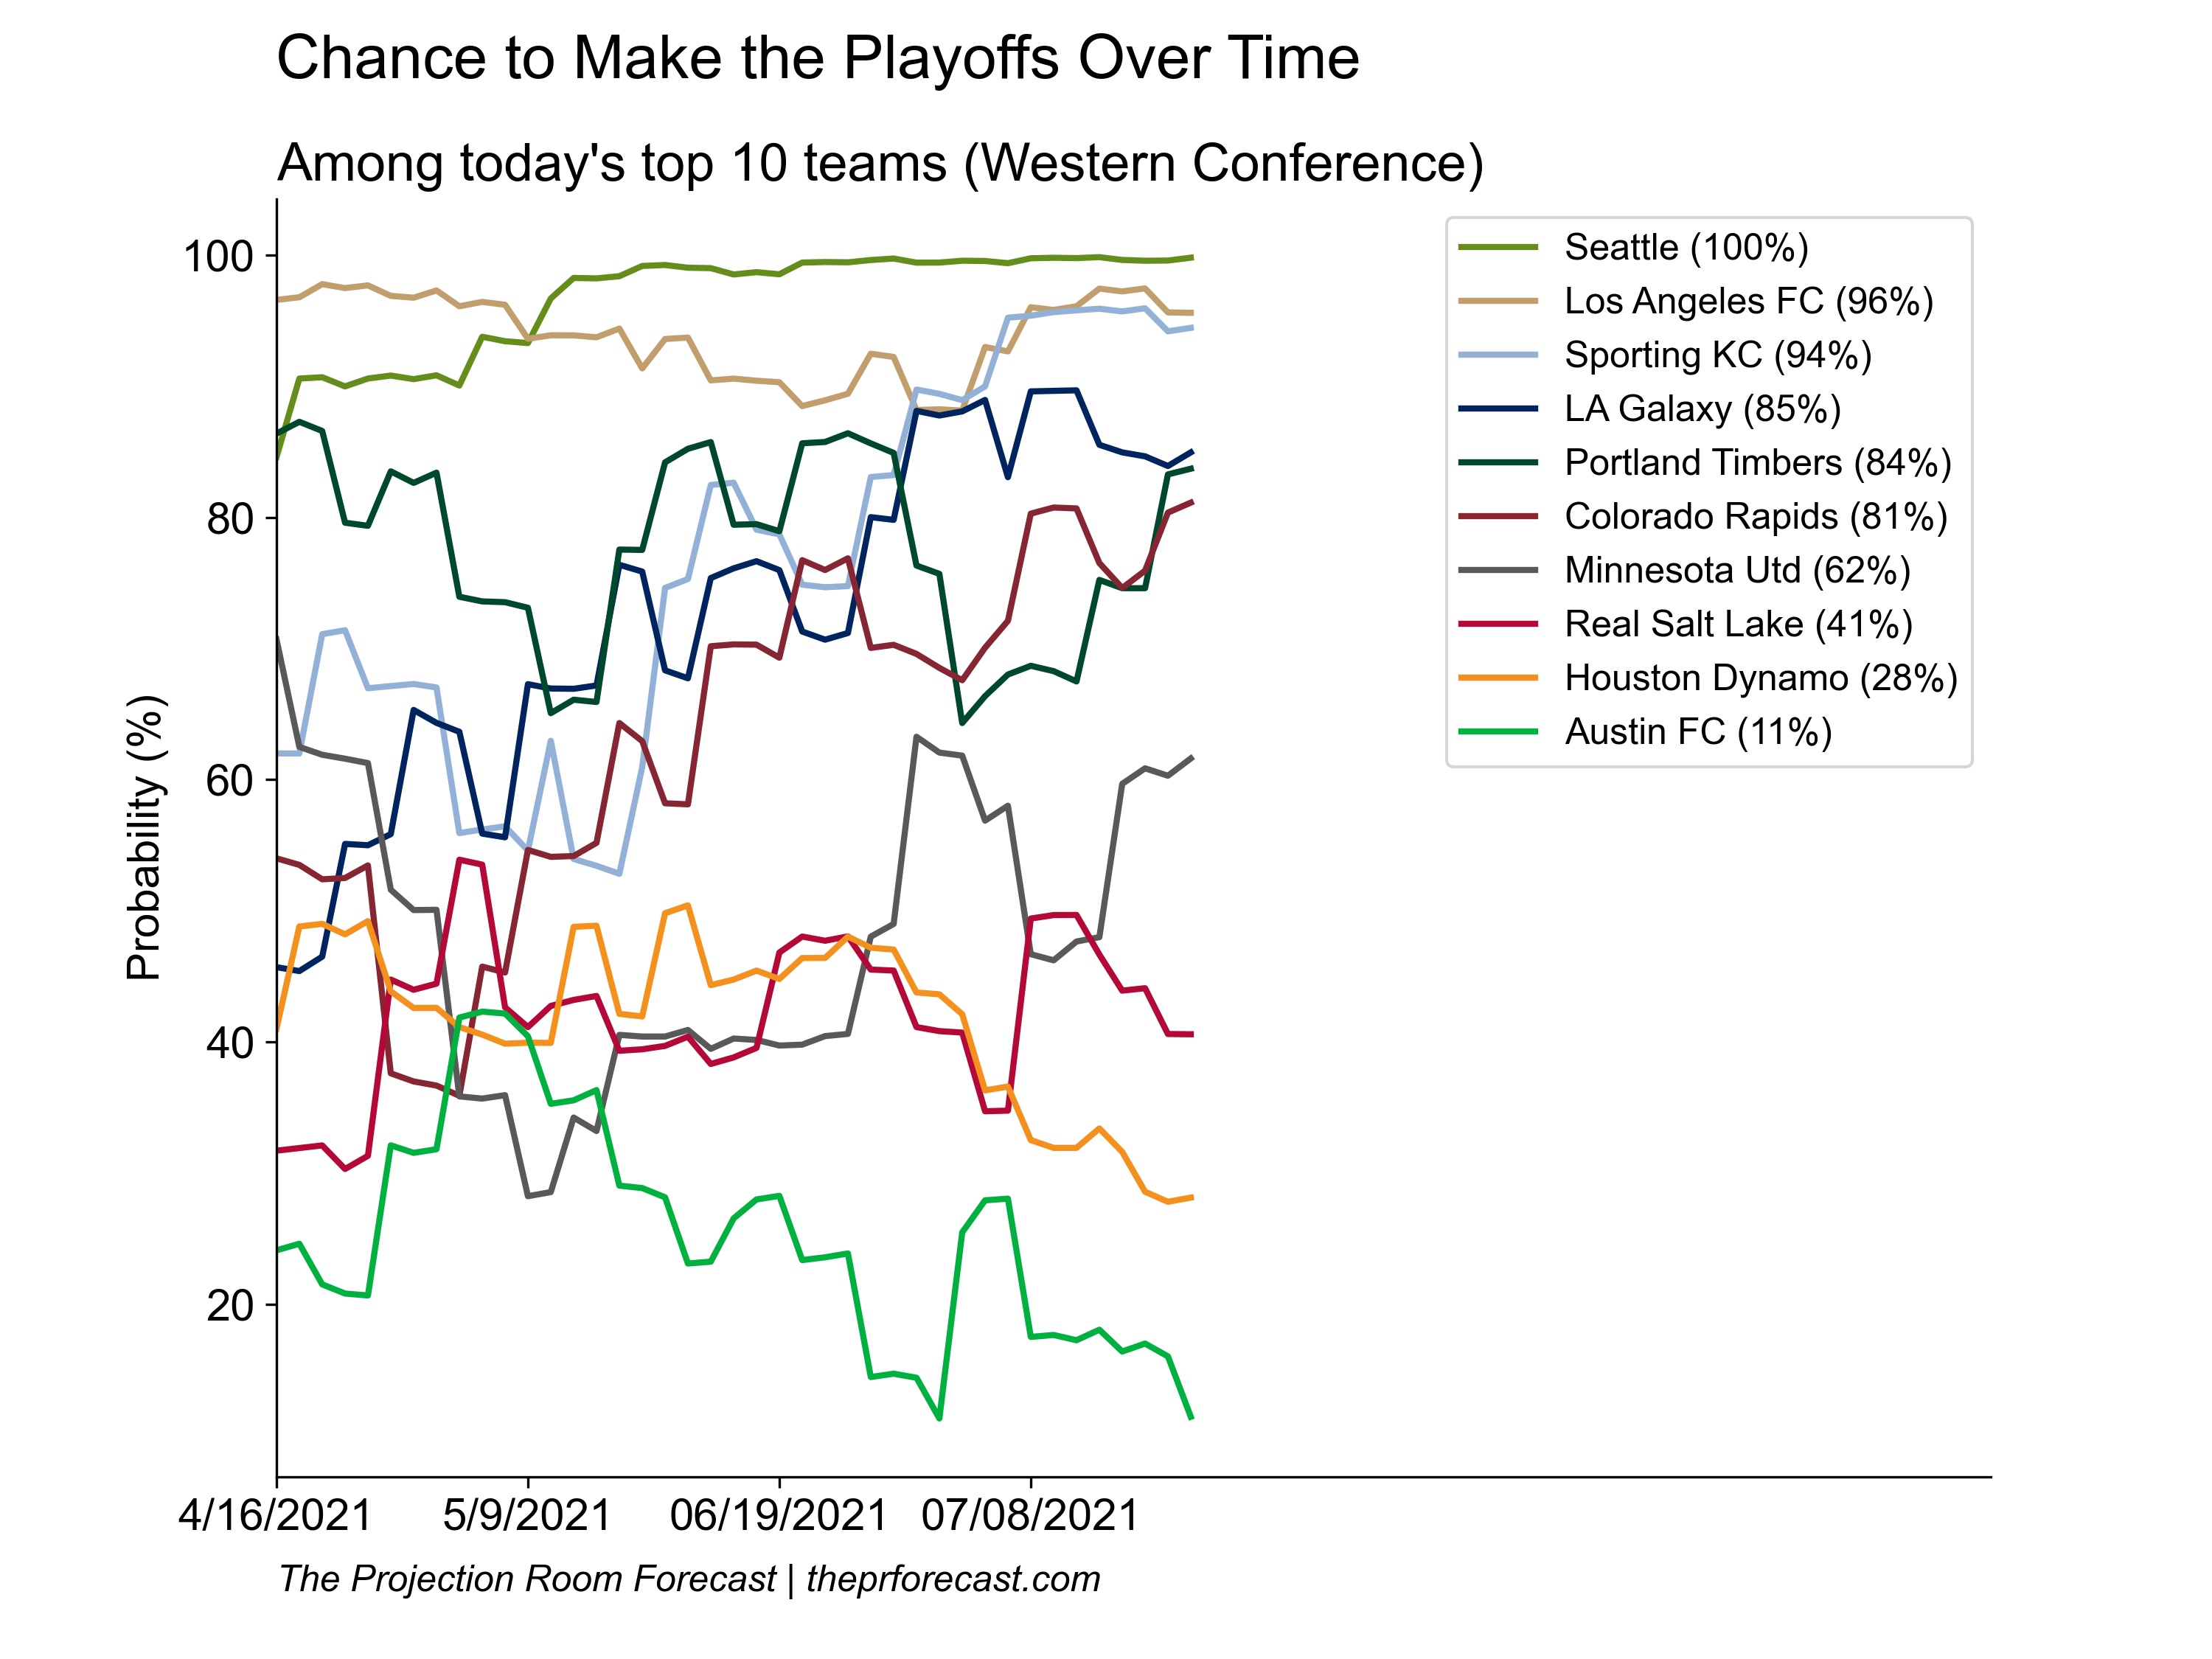 Chance to Make the Playoffs Over Time
Among today's top 10 teams (Western Conference)
Probability (%)
100
80
60
40
20
4/16/2021
5/9/2021
06/19/2021
07/08/2021
Seattle (100%)
Los Angeles FC (96%)
Sporting KC (94%)
LA Galaxy (85%)
Portland Timbers (84%)
Colorado Rapids (81%)
Minnesota Utd (62%)
Real Salt Lake (41%)
Houston Dynamo (28%)
Austin FC (11%)
The Projection Room Forecast | theprforecast.com